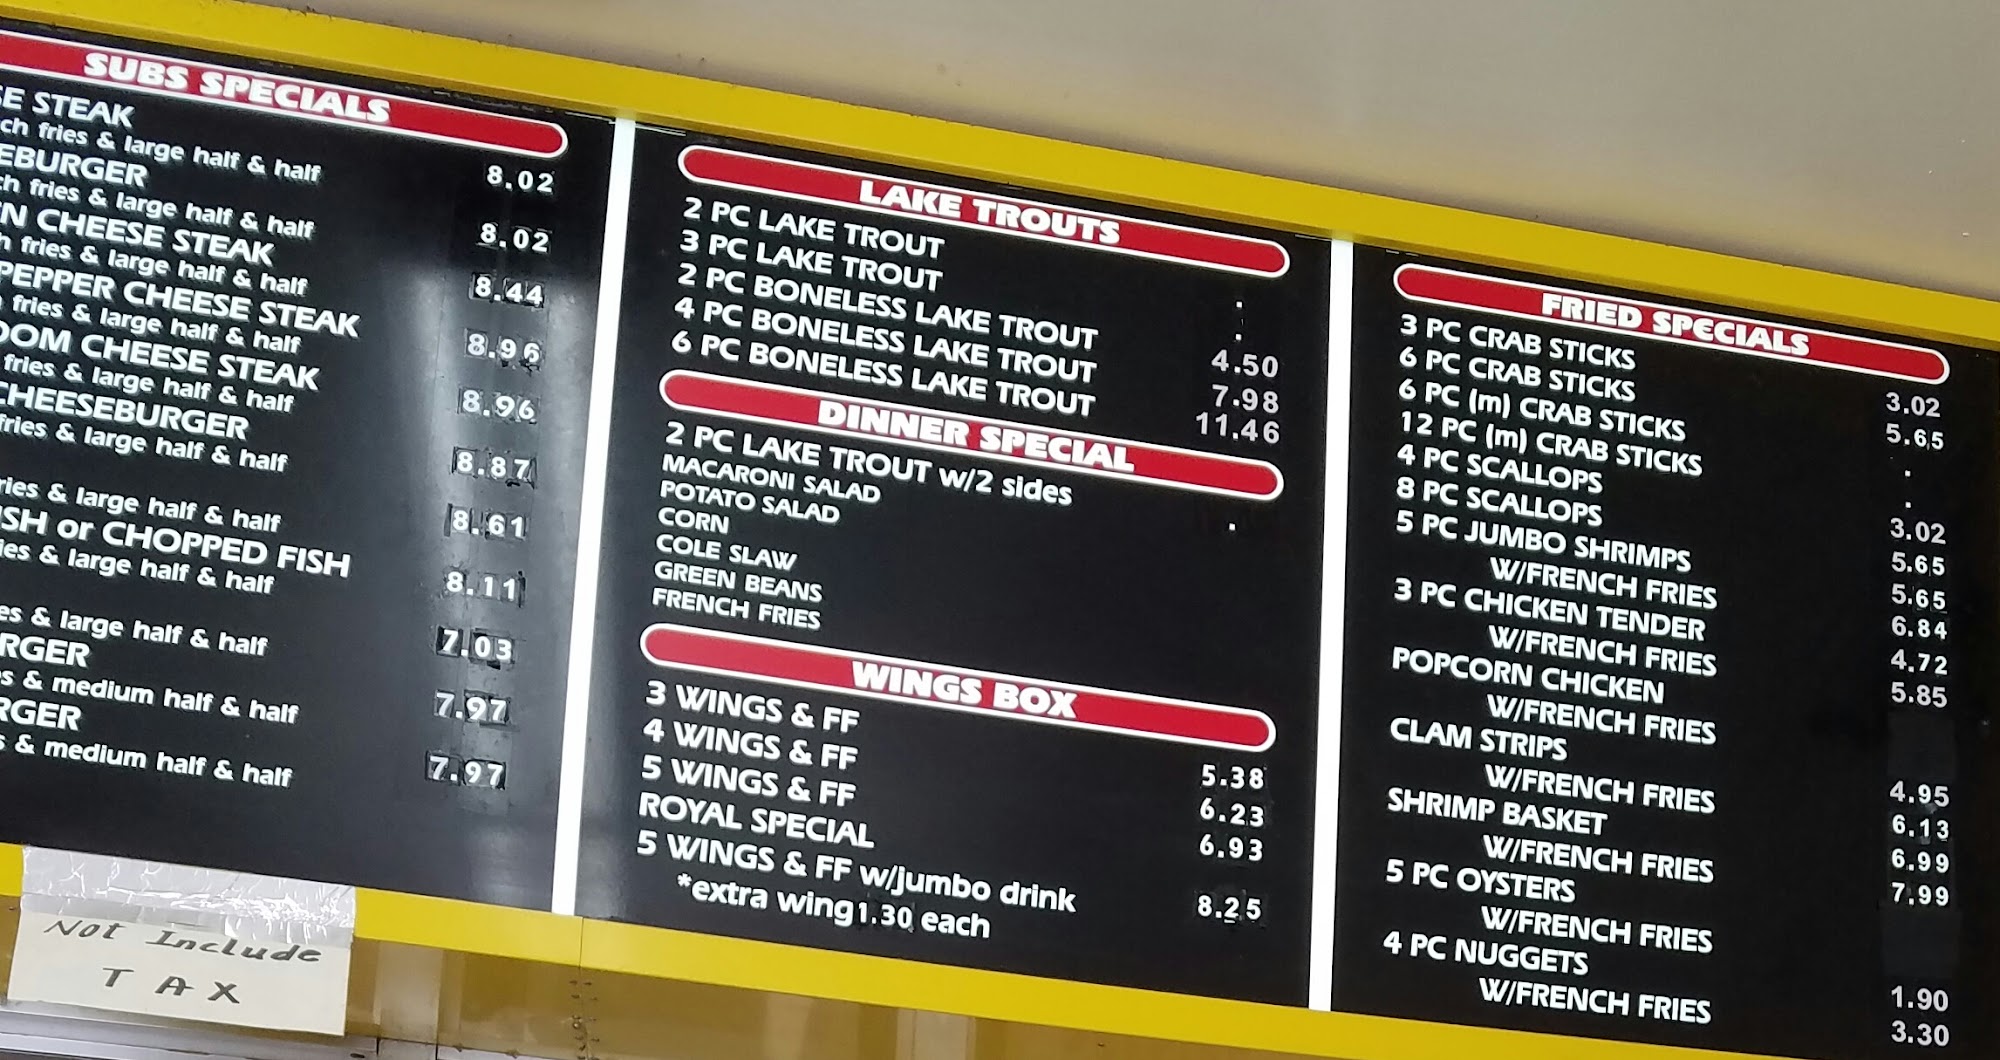 SUBS SPECIALS
SE STEAK
ch fries & large half & half 8.02
EBURGER
ch fries & large half & half 8.02
N CHEESE STEAK
h fries & large half & half 8.44
PEPPER CHEESE STEAK
fries & large half & half 8.96
OOM CHEESE STEAK
fries & large half & half 8.96
CHEESEBURGER
fries & large half & half 8.87
ries & large half & half 8.61
ISH or CHOPPED FISH
ies & large half & half 8.11
es & large half & half 7.03
RGER
s & medium half & half 7.97
RGER
s & medium half & half 7.97
Not Include
TAX
LAKE TROUTS
2 PC LAKE TROUT .
3 PC LAKE TROUT .
2 PC BONELESS LAKE TROUT 4.50
4 PC BONELESS LAKE TROUT 7.98
6 PC BONELESS LAKE TROUT 11.46
DINNER SPECIAL
2 PC LAKE TROUT w/2 sides .
MACARONI SALAD
POTATO SALAD
CORN
COLE SLAW
GREEN BEANS
FRENCH FRIES
WINGS BOX
3 WINGS & FF 5.38
4 WINGS & FF 6.23
5 WINGS & FF 6.93
ROYAL SPECIAL
5 WINGS & FF w/jumbo drink 8.25
*extra wing1.30 each
FRIED SPECIALS
3 PC CRAB STICKS 3.02
6 PC CRAB STICKS 5.65
6 PC (m) CRAB STICKS .
12 PC (m) CRAB STICKS .
4 PC SCALLOPS 3.02
8 PC SCALLOPS 5.65
5 PC JUMBO SHRIMPS 5.65
W/FRENCH FRIES 6.84
3 PC CHICKEN TENDER 4.72
W/FRENCH FRIES 5.85
POPCORN CHICKEN
W/FRENCH FRIES 4.95
CLAM STRIPS 6.13
W/FRENCH FRIES 6.99
SHRIMP BASKET 7.99
W/FRENCH FRIES
5 PC OYSTERS
W/FRENCH FRIES
4 PC NUGGETS 1.90
W/FRENCH FRIES 3.30